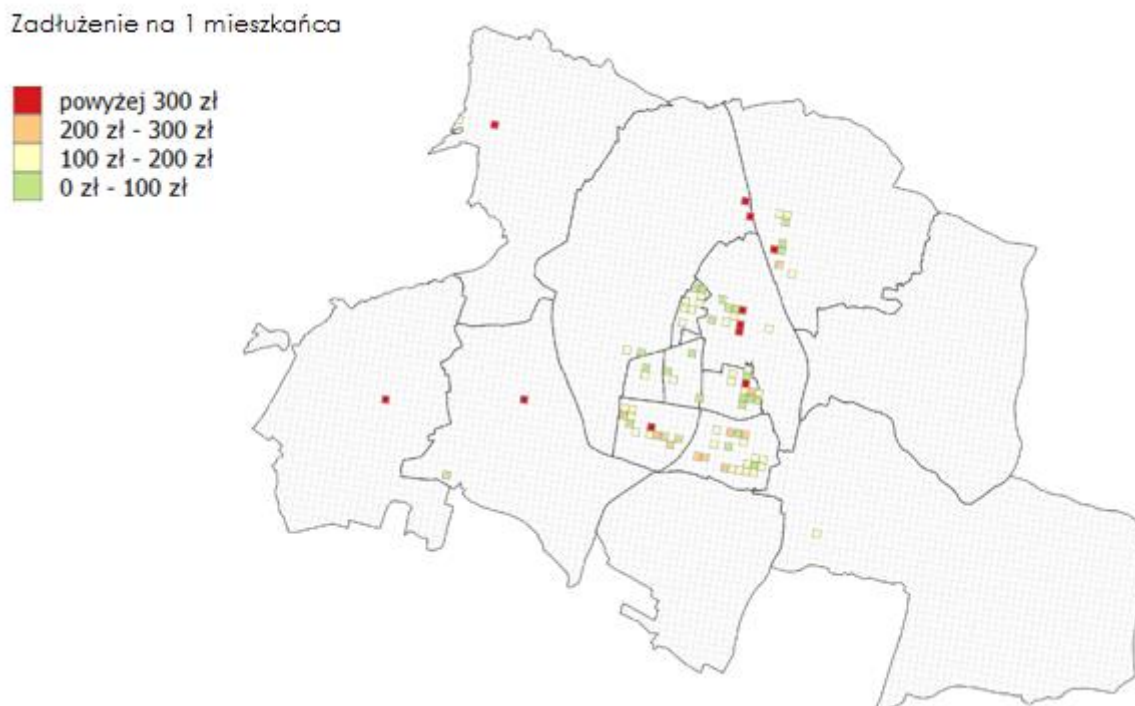 Zadłużenie na 1 mieszkańca
powyżej 300 zł
200 zł - 300 zł
100 zł - 200 zł
0 zł - 100 zł